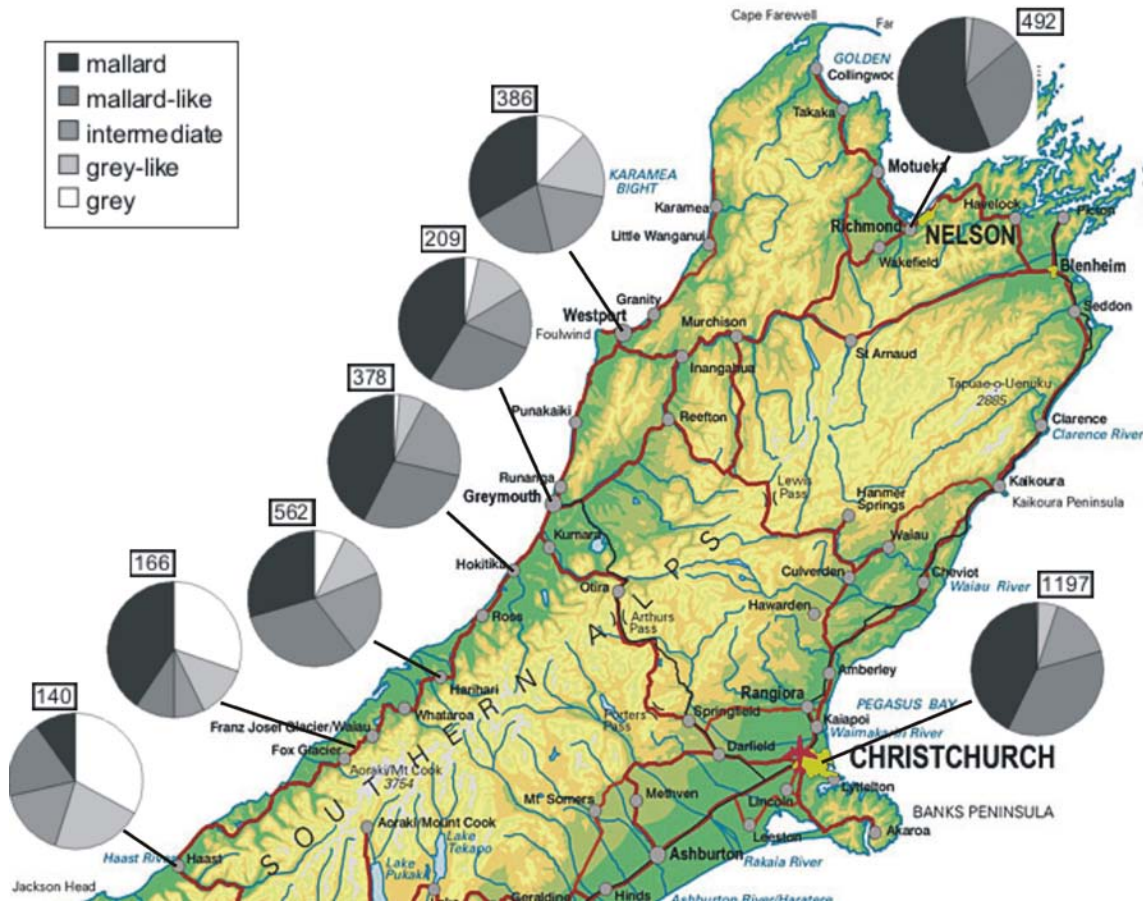 mallard
mallard-like
intermediate
grey-like
grey
Cape Farewell
Far
492
GOLDEN
Collingwoo
386
Takaka
Motueka
KARAMEA
BIGHT
Karamea
Havelock
Picton
Richmond
NELSON
209
Little Wanganui
Wakefield
Blenheim
Granity
Seddon
Westport
Murchison
Foulwind
St Arnaud
Inangahua
378
Tapuae-o-Uenuku
2885
Punakaiki
Reefton
Clarence
Clarence River
Runanga
Lewis
Pass
Kaikoura
Greymouth
Hanmer
Springs
Kaikoura Peninsula
562
Kumara
Waiau
Hokitika
Culverden
Cheviot
Waiau River
1197
Otira
166
Arthurs
Pass
Hawarden
Ross
Amberley
140
Harihari
Rangiora
PEGASUS BAY
Whataroa
Porters
Pass
Springfield
Kaiapoi
Franz Josef Glacier/Waiau
Waimakariri River
Fox Glacier
Darfield
CHRISTCHURCH
Aoraki/Mt Cook
3754
Lyttelton
Mt Somers
Methven
Lincoln
BANKS PENINSULA
Aoraki/Mount Cook
Leeston
Akaroa
SOUTHERN ALPS
Lake
Tekapo
Haast River
Haast
Lake
Pukaki
Ashburton
Rakaia River
Jackson Head
Geraldine
Hinds